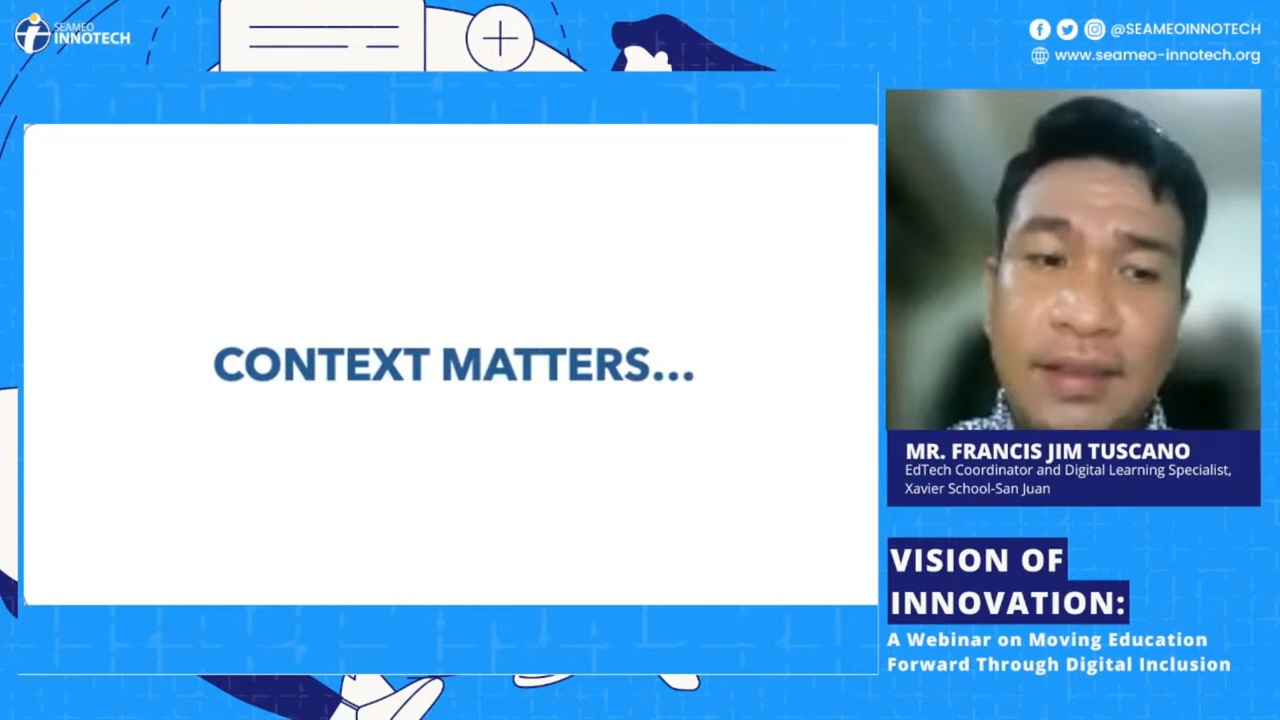 SEAMEO
INNOTECH
@SEAMEOINNOTECH
www.seameo-innotech.org
CONTEXT MATTERS...
MR. FRANCIS JIM TUSCANO
EdTech Coordinator and Digital Learning Specialist,
Xavier School-San Juan
VISION OF
INNOVATION:
A Webinar on Moving Education
Forward Through Digital Inclusion